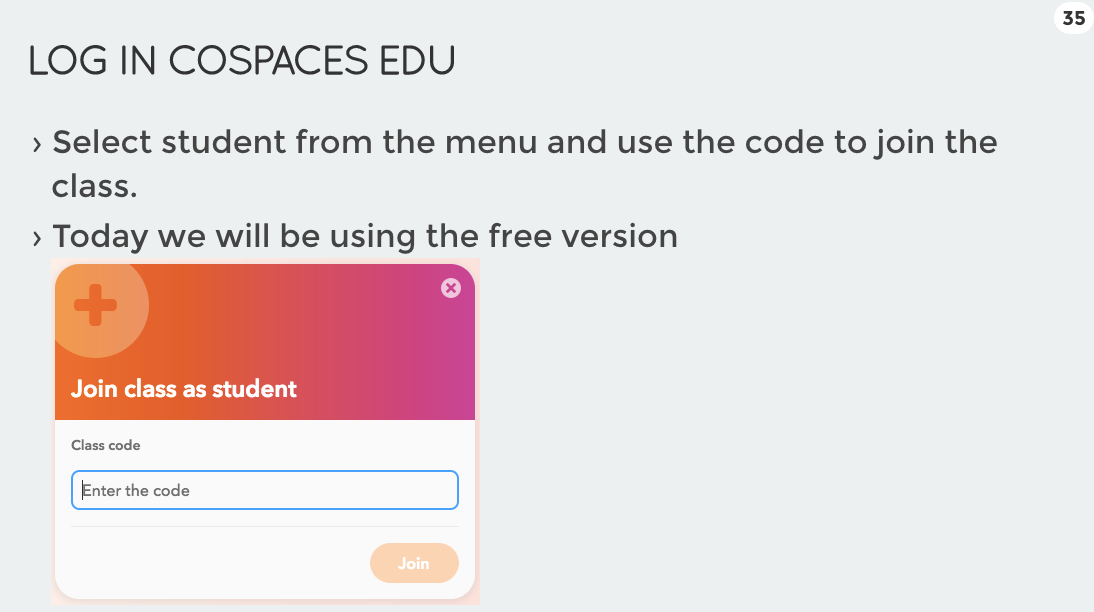 35
LOG IN COSPACES EDU
› Select student from the menu and use the code to join the
class.
› Today we will be using the free version
Join class as student
Class code
Enter the code
Join